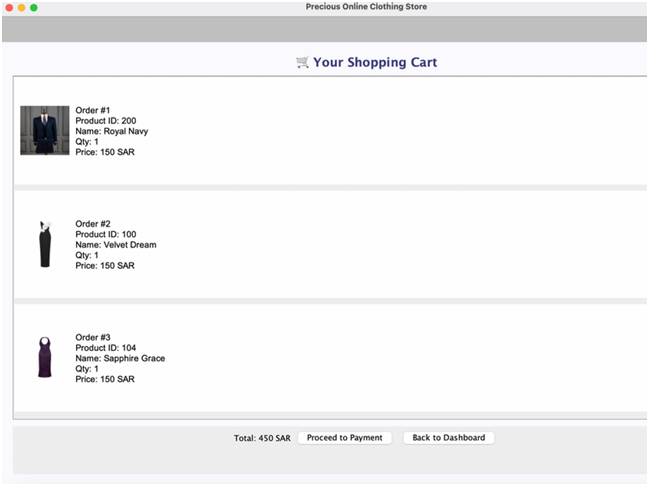 Precious Online Clothing Store
Your Shopping Cart
Order #1
Product ID: 200
Name: Royal Navy
Qty: 1
Price: 150 SAR
Order #2
Product ID: 100
Name: Velvet Dream
Qty: 1
Price: 150 SAR
Order #3
Product ID: 104
Name: Sapphire Grace
Qty: 1
Price: 150 SAR
Total: 450 SAR Proceed to Payment Back to Dashboard